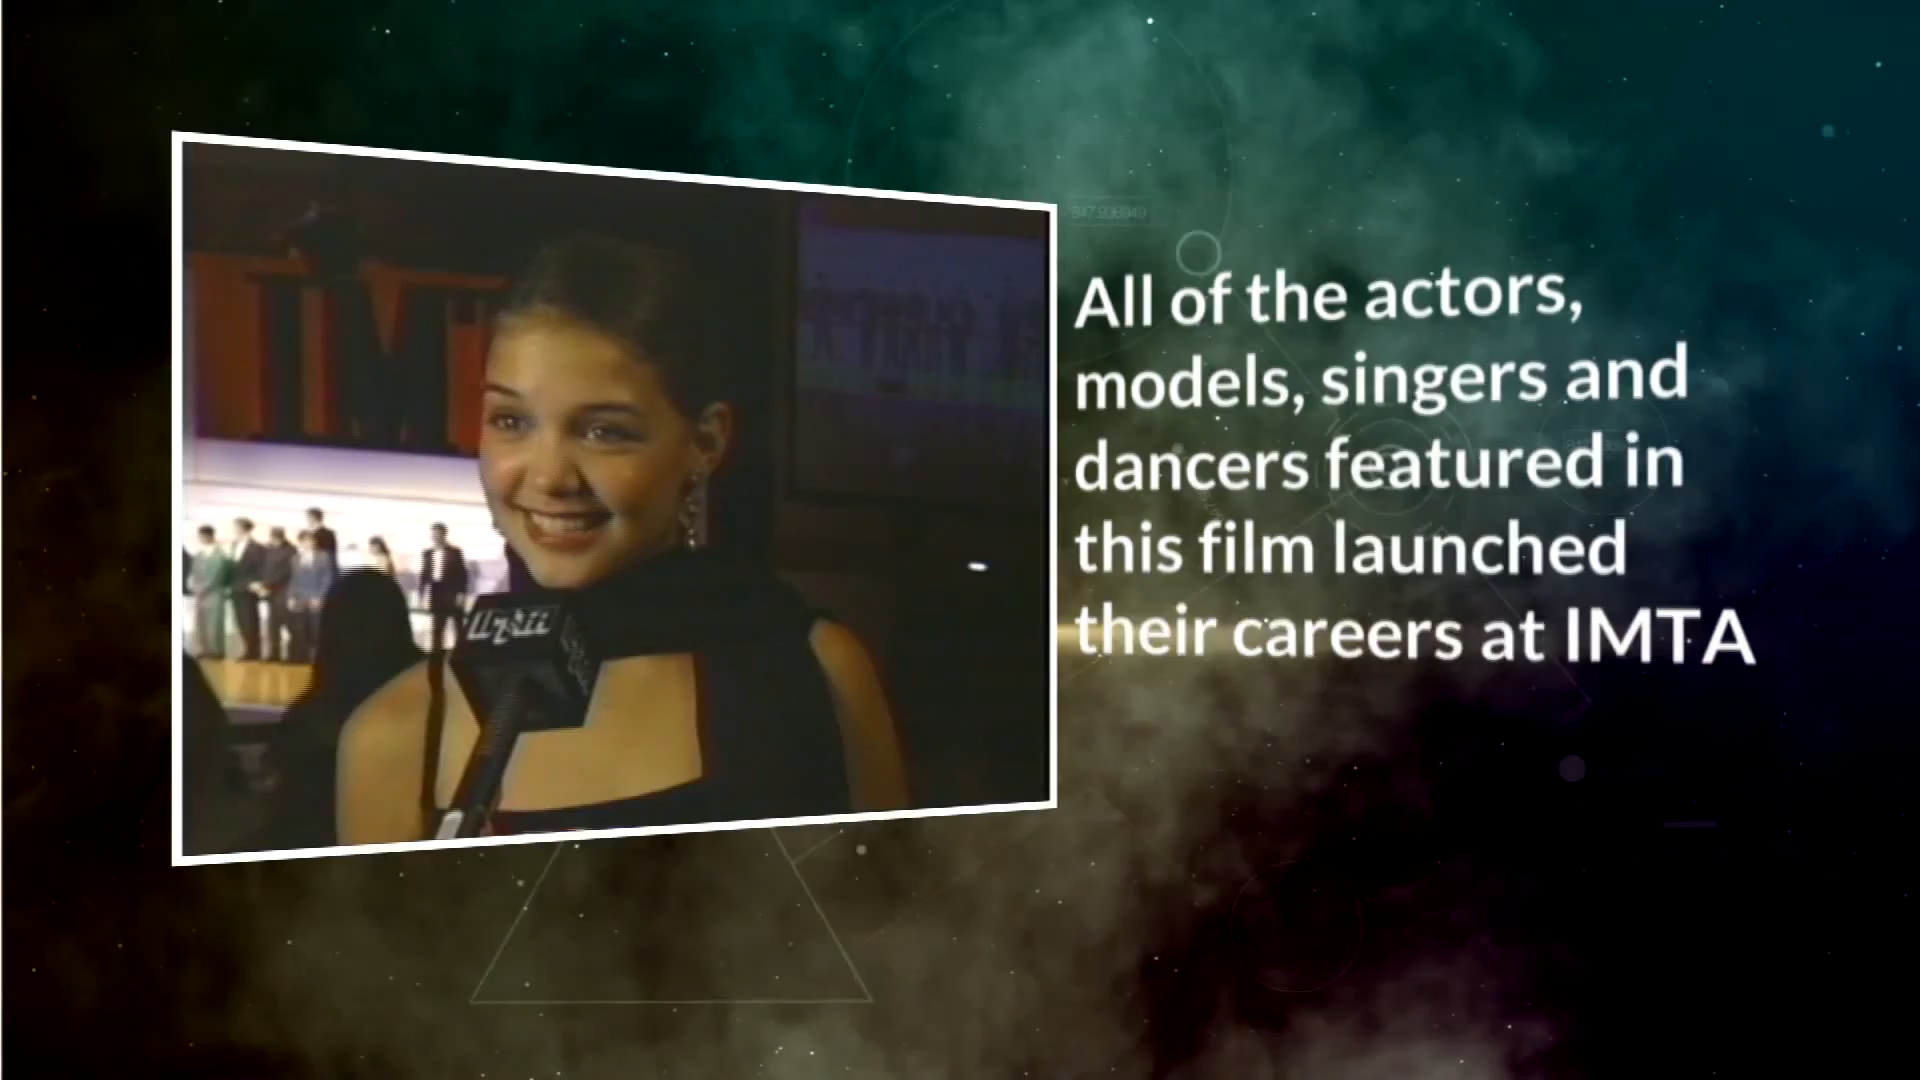 All of the actors,
models, singers and
dancers featured in
this film launched
their careers at IMTA